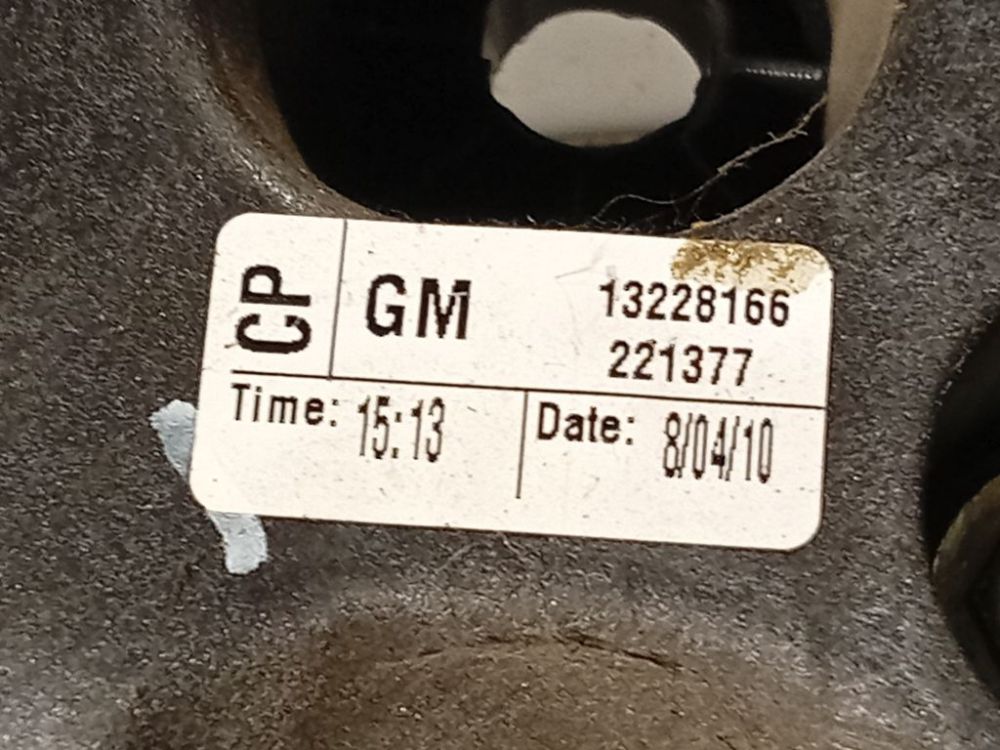 CP
GM
13228166
221377
Time: 15:13
Date: 8/04/10